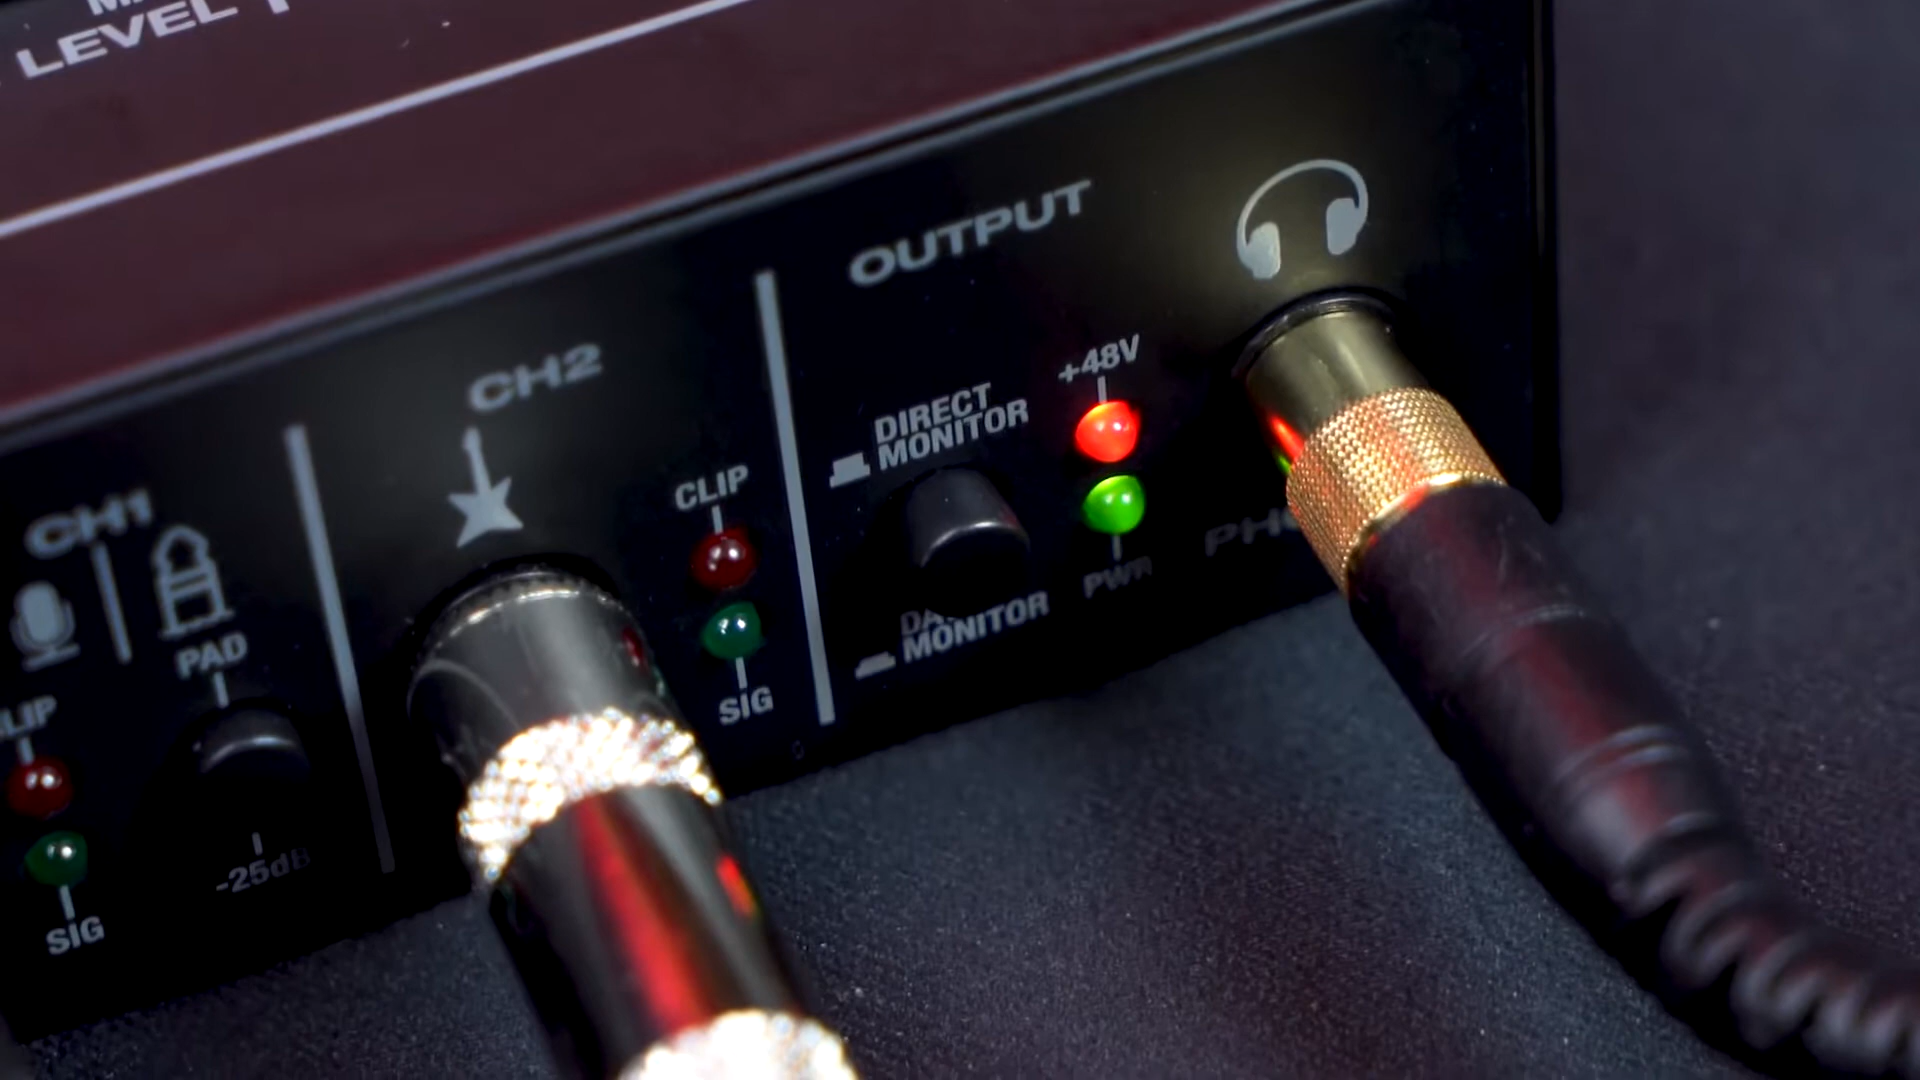 LEVEL
OUTPUT
CH2
+48V
DIRECT
MONITOR
CLIP
CH1
PWR
MONITOR
PAD
SIG
-25dB
SIG